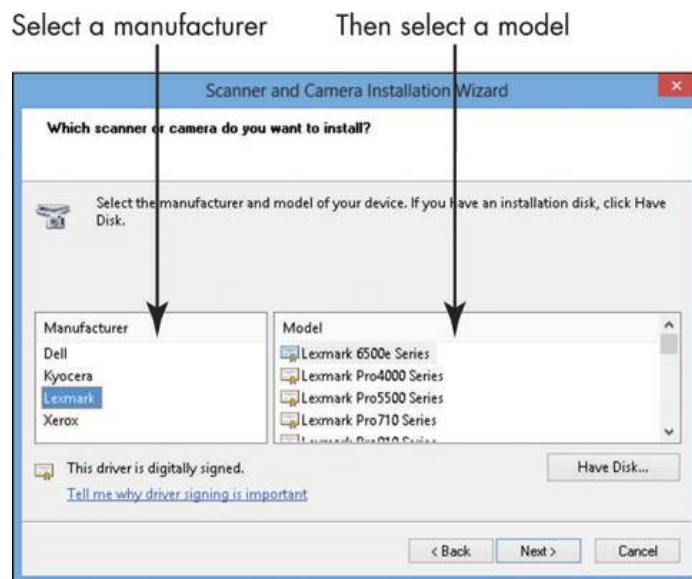 Select a manufacturer
Then select a model
Scanner and Camera Installation Wizard
Which scanner or camera do you want to install?
Select the manufacturer and model of your device. If you have an installation disk, click Have
Disk.
Manufacturer
Dell
Kyocera
Lexmark
Xerox
Model
Lexmark 6500e Series
Lexmark Pro4000 Series
Lexmark Pro5500 Series
Lexmark Pro710 Series
This driver is digitally signed.
Tell me why driver signing is important
Have Disk...
< Back
Next >
Cancel